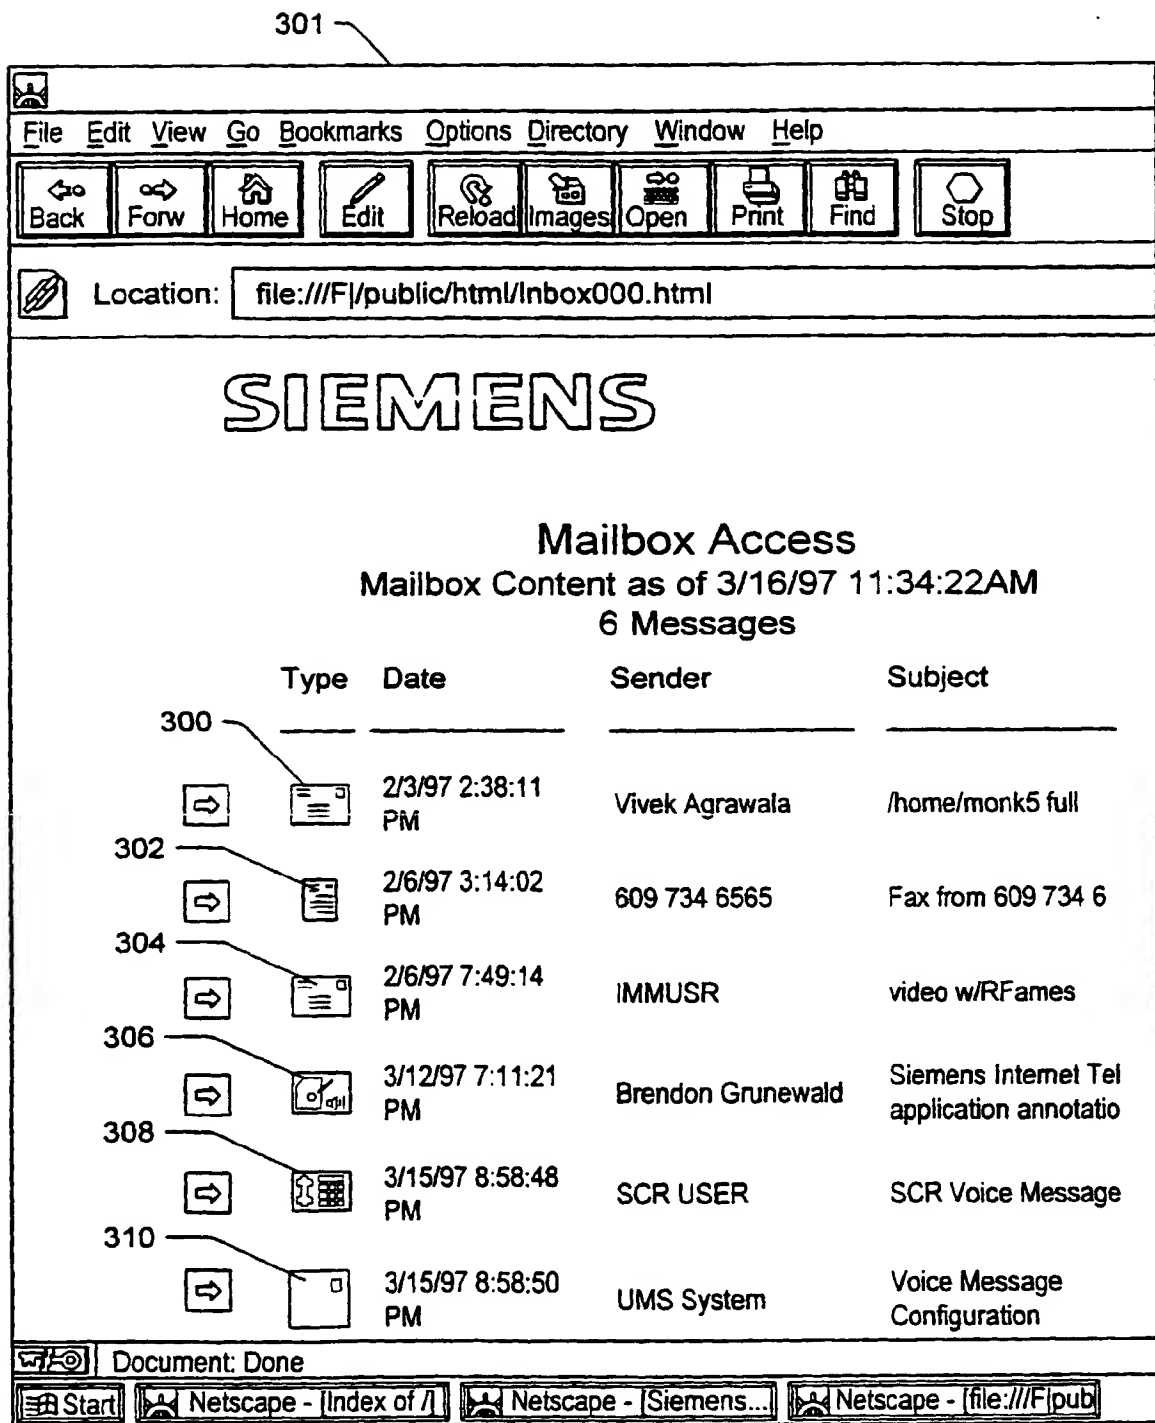 301
File Edit View Go Bookmarks Options Directory Window Help
Back Forw Home Edit Reload Images Open Print Find Stop
Location: file:///F|/public/html/Inbox000.html
SIEMENS
Mailbox Access
Mailbox Content as of 3/16/97 11:34:22AM
6 Messages
Type Date Sender Subject
300
2/3/97 2:38:11 PM Vivek Agrawala /home/monk5 full
302
2/6/97 3:14:02 PM 609 734 6565 Fax from 609 734 6
304
2/6/97 7:49:14 PM IMMUSR video w/RFames
306
3/12/97 7:11:21 PM Brendon Grunewald Siemens Internet Tel application annotatio
308
3/15/97 8:58:48 PM SCR USER SCR Voice Message
310
3/15/97 8:58:50 PM UMS System Voice Message Configuration
Document: Done
Start Netscape - [Index of /] Netscape - [Siemens...] Netscape - [file:///F|pub]